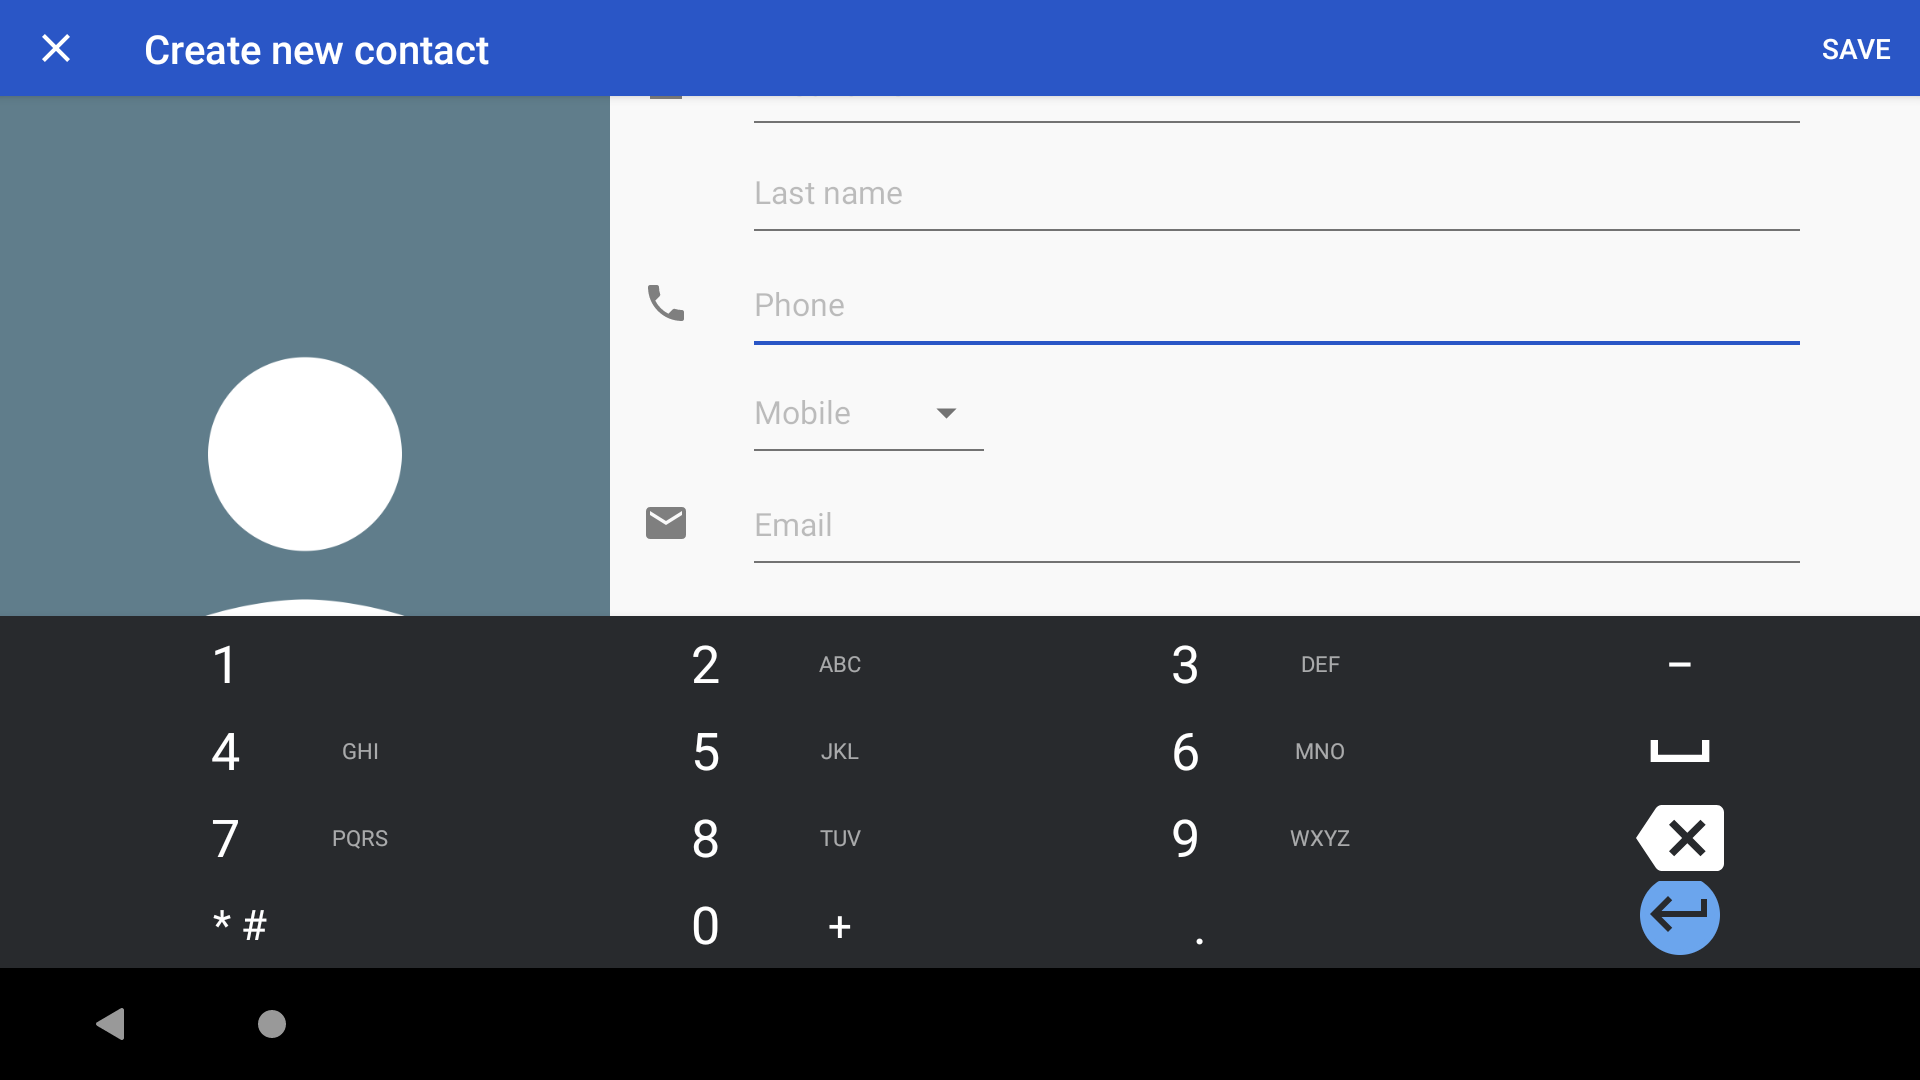 Create new contact
SAVE
Last name
Phone
Mobile
Email
1
2 ABC
3 DEF
–
4 GHI
5 JKL
6 MNO
7 PQRS
8 TUV
9 WXYZ
* #
0 +
.